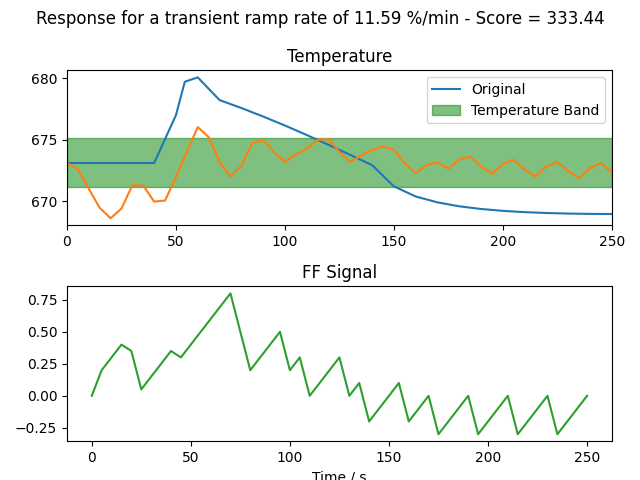 Response for a transient ramp rate of 11.59 %/min - Score = 333.44
Temperature
680
675
670
Original
Temperature Band
0 50 100 150 200 250
FF Signal
0.75
0.50
0.25
0.00
−0.25
0 50 100 150 200 250
Time / s